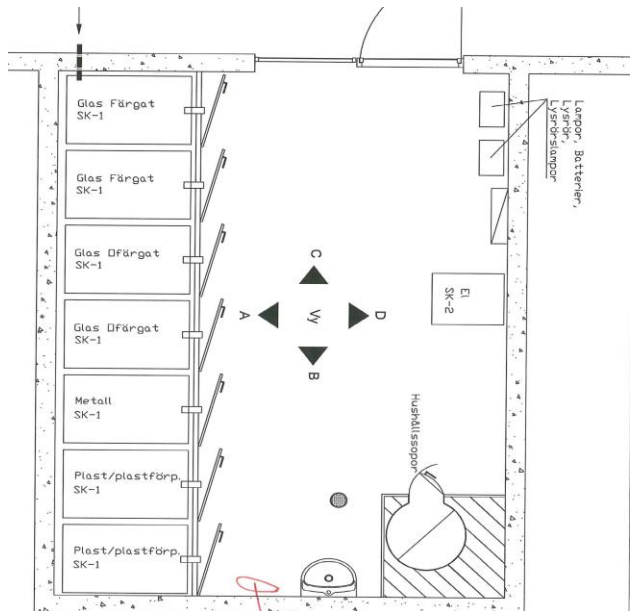 Glas Färgat
SK-1
Glas Färgat
SK-1
Glas Ofärgat
SK-1
Glas Ofärgat
SK-1
Metall
SK-1
Plast/plastförp.
SK-1
Plast/plastförp.
SK-1
C
A
Vy
D
B
Lampor, Batterier,
Lysrör,
Lysrörslampor
El
SK-2
Hushållssopor